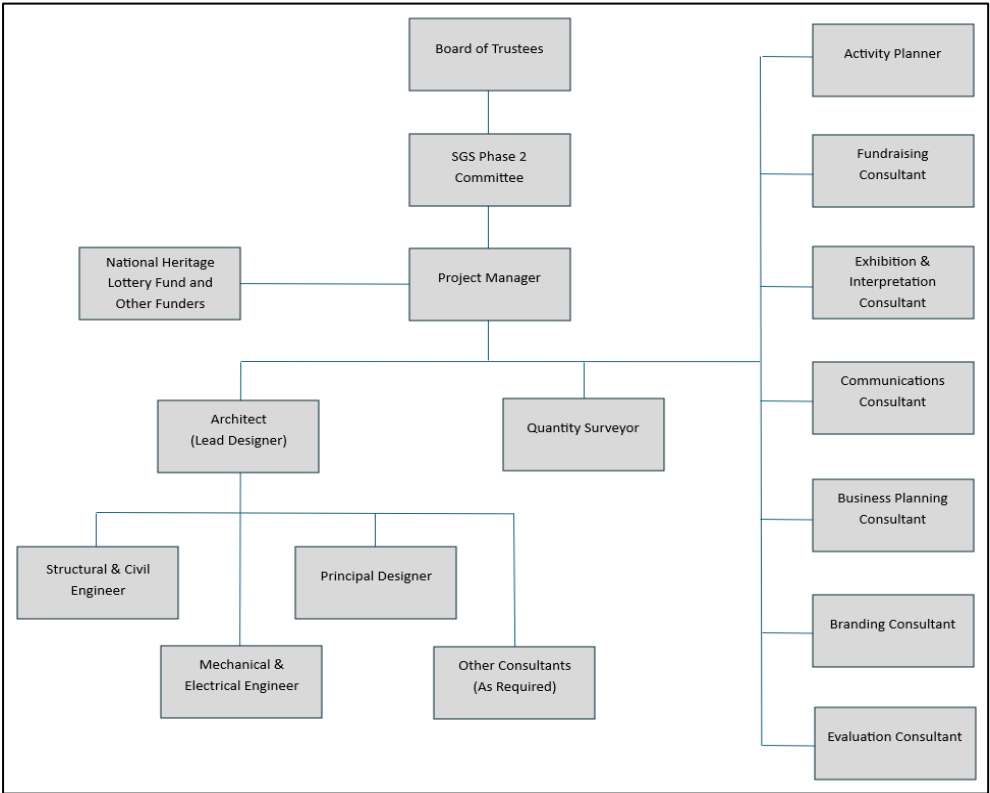 Board of Trustees
SGS Phase 2
Committee
Project Manager
National Heritage
Lottery Fund and
Other Funders
Architect
(Lead Designer)
Quantity Surveyor
Structural & Civil
Engineer
Principal Designer
Mechanical &
Electrical Engineer
Other Consultants
(As Required)
Activity Planner
Fundraising
Consultant
Exhibition &
Interpretation
Consultant
Communications
Consultant
Business Planning
Consultant
Branding Consultant
Evaluation Consultant